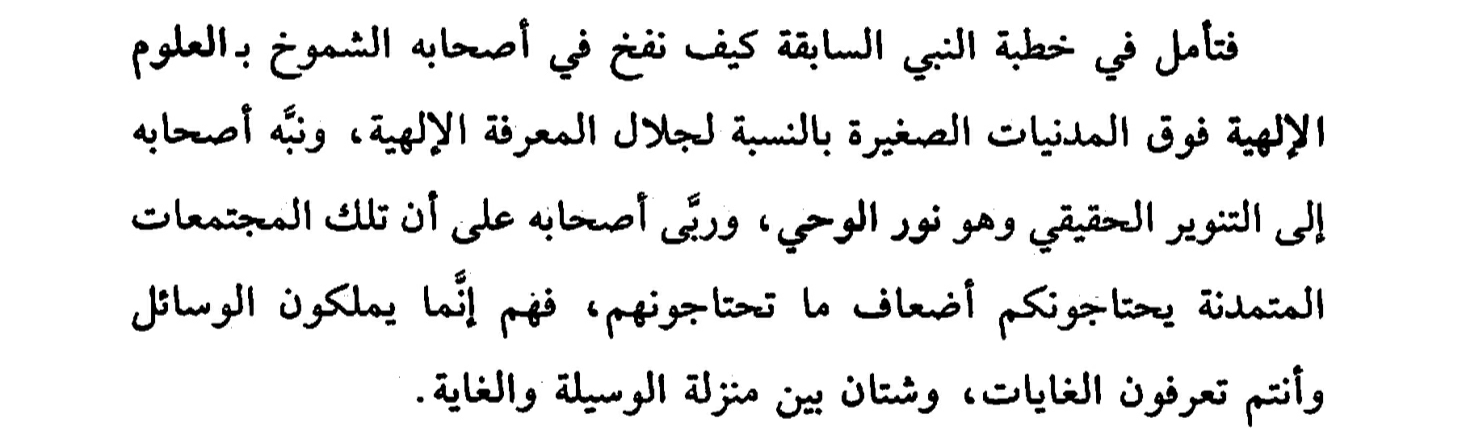 فتأمل في خطبة النبي السابقة كيف نفخ في أصحابه الشموخ بـالعلوم
الإلهية فوق المدنيات الصغيرة بالنسبة لجلال المعرفة الإلهية، ونبَّه أصحابه
إلى التنوير الحقيقي وهو نور الوحي، وربَّى أصحابه على أن تلك المجتمعات
المتمدنة يحتاجونكم أضعاف ما تحتاجونهم، فهم إنَّما يملكون الوسائل
وأنتم تعرفون الغايات، وشتان بين منزلة الوسيلة والغاية.